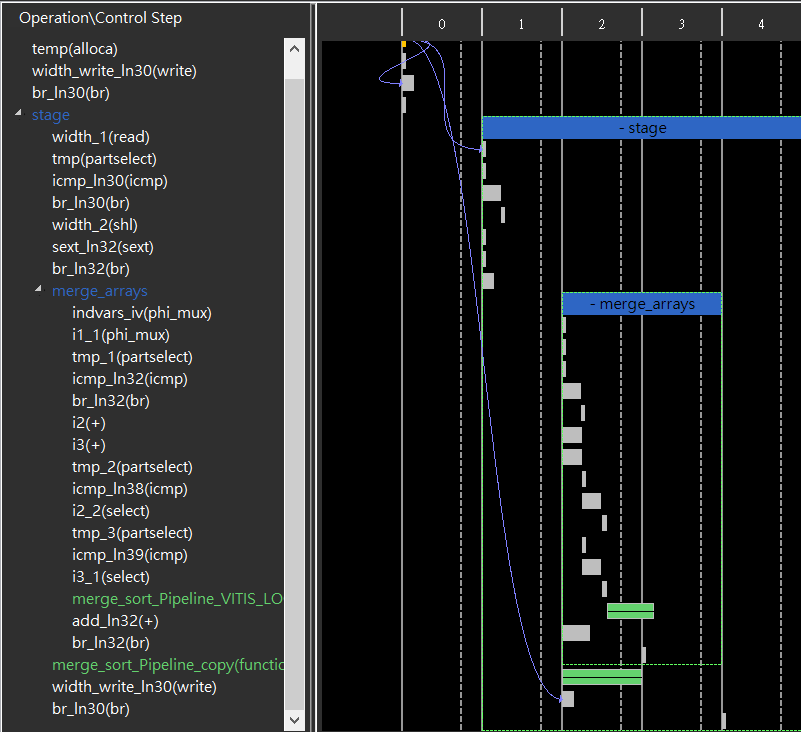 Operation\Control Step
0 1 2 3 4
temp(alloca)
width_write_ln30(write)
br_ln30(br)
stage
- stage
width_1(read)
tmp(partselect)
icmp_ln30(icmp)
br_ln30(br)
width_2(shl)
sext_ln32(sext)
br_ln32(br)
merge_arrays
- merge_arrays
indvars_iv(phi_mux)
i1_1(phi_mux)
tmp_1(partselect)
icmp_ln32(icmp)
br_ln32(br)
i2(+)
i3(+)
tmp_2(partselect)
icmp_ln38(icmp)
i2_2(select)
tmp_3(partselect)
icmp_ln39(icmp)
i3_1(select)
merge_sort_Pipeline_VITIS_LO
add_ln32(+)
br_ln32(br)
merge_sort_Pipeline_copy(functio
width_write_ln30(write)
br_ln30(br)